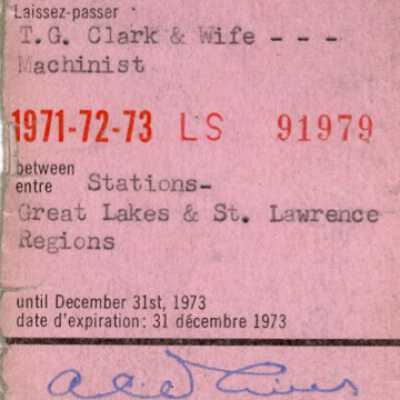 Laissez-passer
T.G. Clark & Wife - - -
Machinist
1971-72-73 LS 91979
between
entre Stations-
Great Lakes & St. Lawrence
Regions
until December 31st, 1973
date d'expiration: 31 décembre 1973